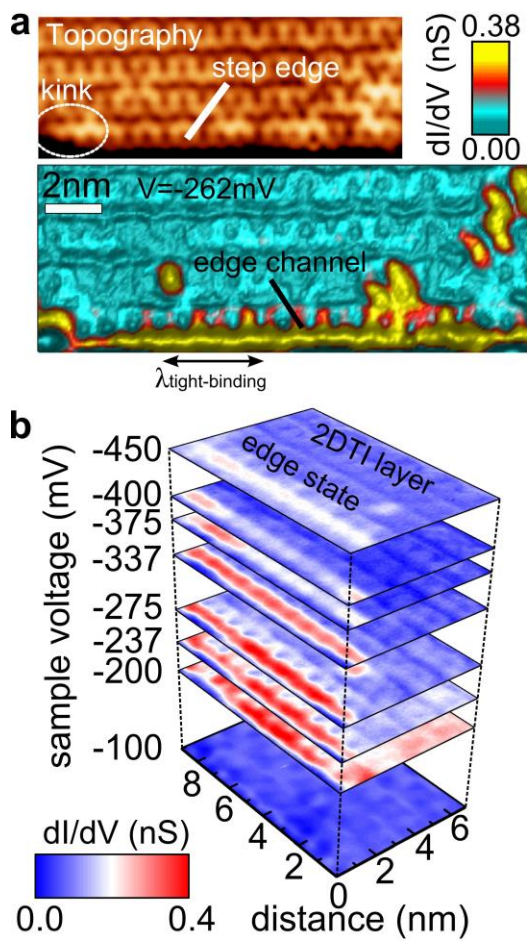 a
Topography
step edge
kink
dI/dV (nS)
0.38
0.00
2nm
V=-262mV
edge channel
λtight-binding
b
sample voltage (mV)
-450
-400
-375
-337
-275
-237
-200
-100
2DTI layer
edge state
8
6
4
2
0
2
4
6
distance (nm)
dI/dV (nS)
0.0
0.4